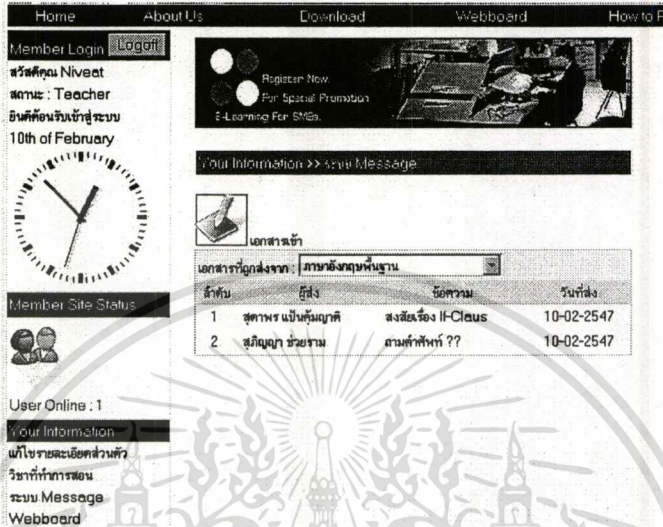 Home About Us Download Webboard How to P
Member Login Logoff
สวัสดีคุณ Niveat
สถานะ : Teacher
ยินดีต้อนรับเข้าสู่ระบบ
10th of February
Register Now.
For Special Promotion
E-Learning For SMEs.
Your Information >> ระบบ Message
เอกสารเข้า
เอกสารที่ถูกส่งจาก : ภาษาอังกฤษพื้นฐาน
ลำดับ ผู้ส่ง ข้อความ วันที่ส่ง
1 สุดาพร แป้นคุ้มญาติ สงสัยเรื่อง If-Claus 10-02-2547
2 สุภิญญา ช่วยราม ถามคำศัพท์ ?? 10-02-2547
Member Site Status
User Online : 1
Your Information
แก้ไขรายละเอียดส่วนตัว
วิชาที่ทำการสอน
ระบบ Message
Webboard